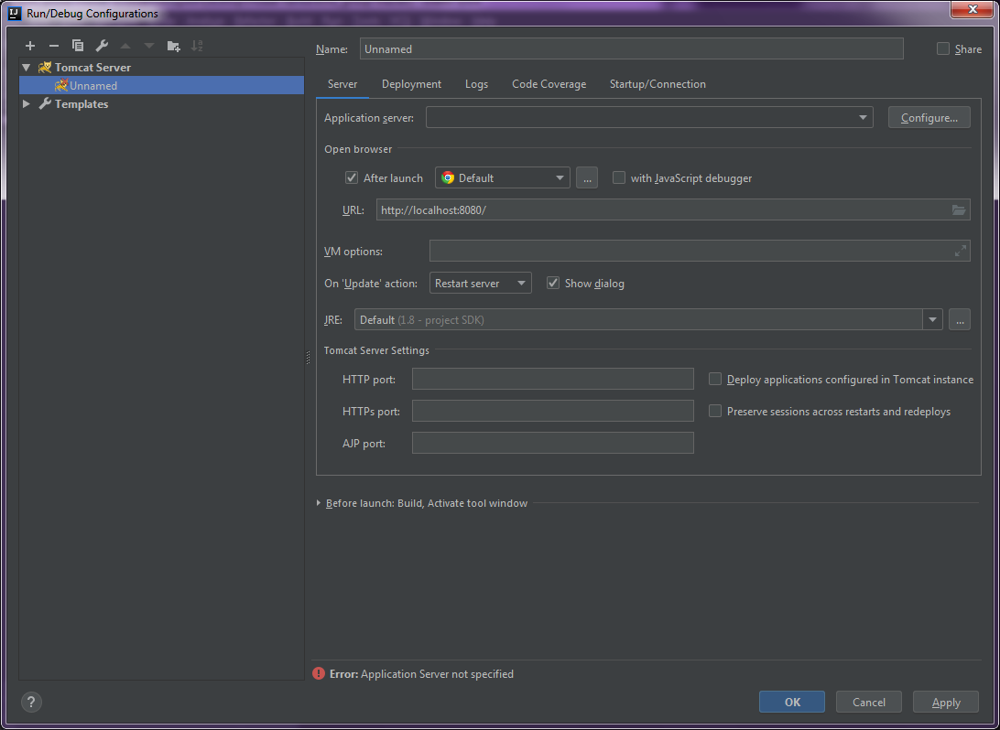 Run/Debug Configurations
Tomcat Server
Unnamed
Templates
Name: Unnamed Share
Server Deployment Logs Code Coverage Startup/Connection
Application server: Configure...
Open browser
After launch Default ... with JavaScript debugger
URL: http://localhost:8080/
VM options:
On 'Update' action: Restart server Show dialog
JRE: Default (1.8 - project SDK) ...
Tomcat Server Settings
HTTP port: Deploy applications configured in Tomcat instance
HTTPs port: Preserve sessions across restarts and redeploys
AJP port:
Before launch: Build, Activate tool window
Error: Application Server not specified
? OK Cancel Apply